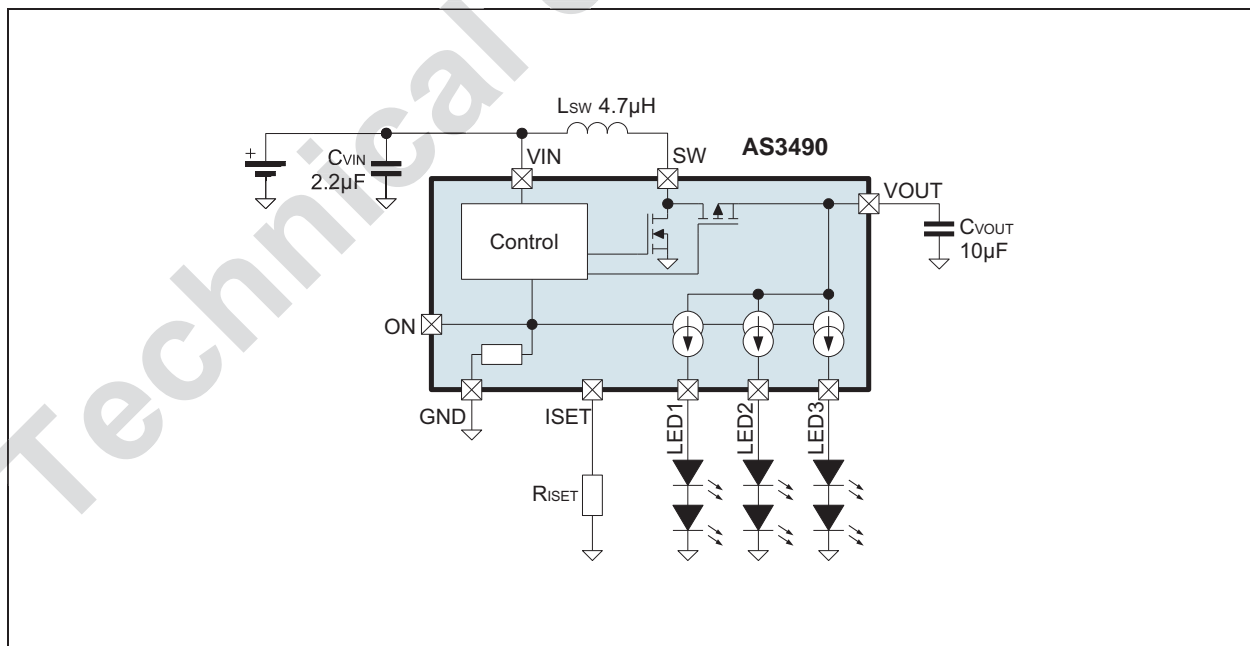 Technical
LSW 4.7µH
AS3490
+
CVIN
2.2µF
VIN
SW
VOUT
CVOUT
10µF
Control
ON
GND
ISET
LED1
LED2
LED3
RISET